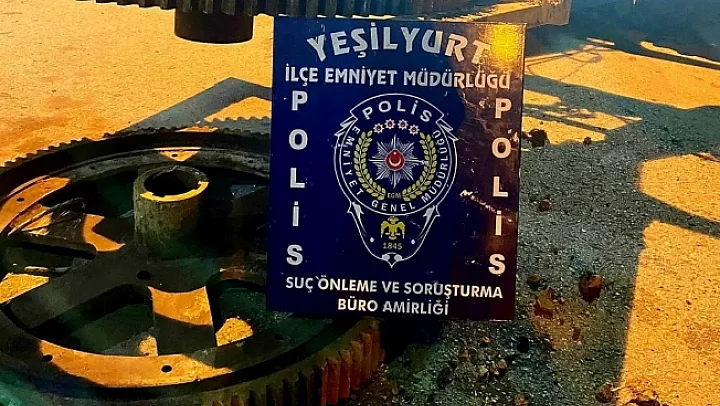 YEŞİLYURT
İLÇE EMNİYET MÜDÜRLÜĞÜ
POLİS
POLİS
POLİS
EMNİYET GENEL MÜDÜRLÜĞÜ
EGM
1845
SUÇ ÖNLEME VE SORUŞTURMA
BÜRO AMİRLİĞİ